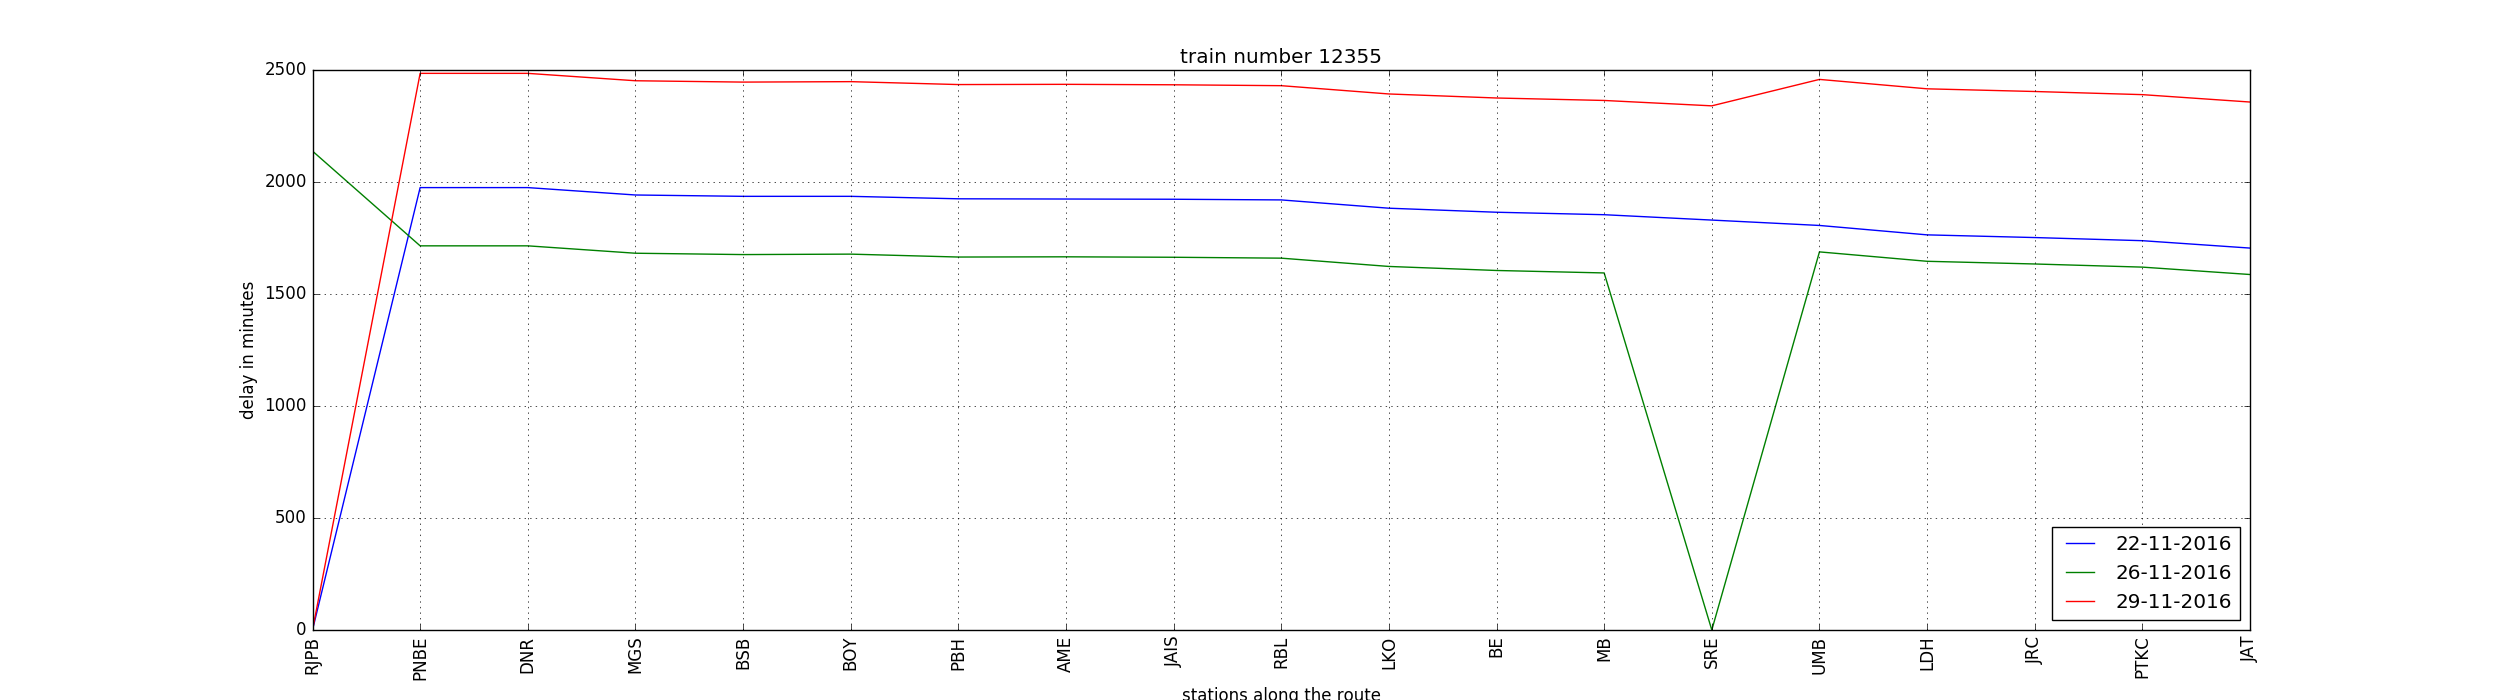 train number 12355
2500
2000
1500
1000
500
0
delay in minutes
22-11-2016
26-11-2016
29-11-2016
RJPB PNBE DNR MGS BSB BOY PBH AME JAIS RBL LKO BE MB SRE UMB LDH JRC PTKC JAT
stations along the route